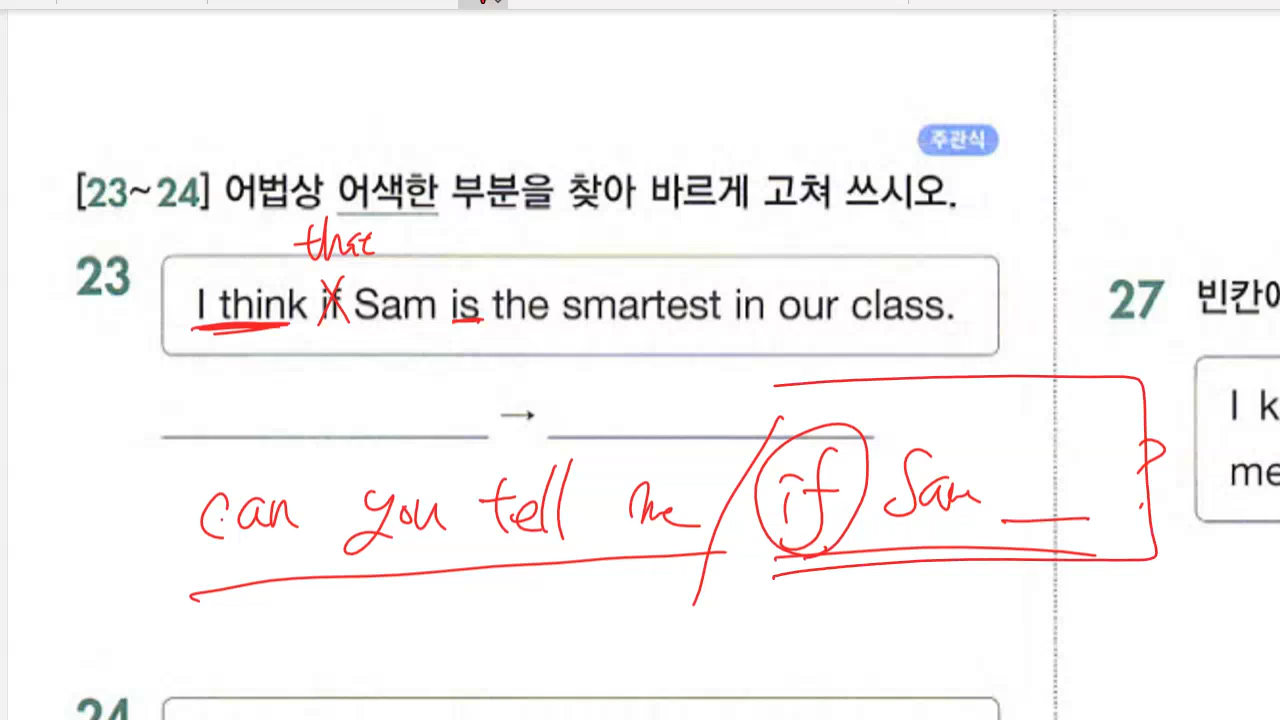 주관식
[23~24] 어법상 어색한 부분을 찾아 바르게 고쳐 쓰시오.
that
23 I think if Sam is the smartest in our class.
→
can you tell me / if Sam ___ ?
24
27 빈칸에
I k
me